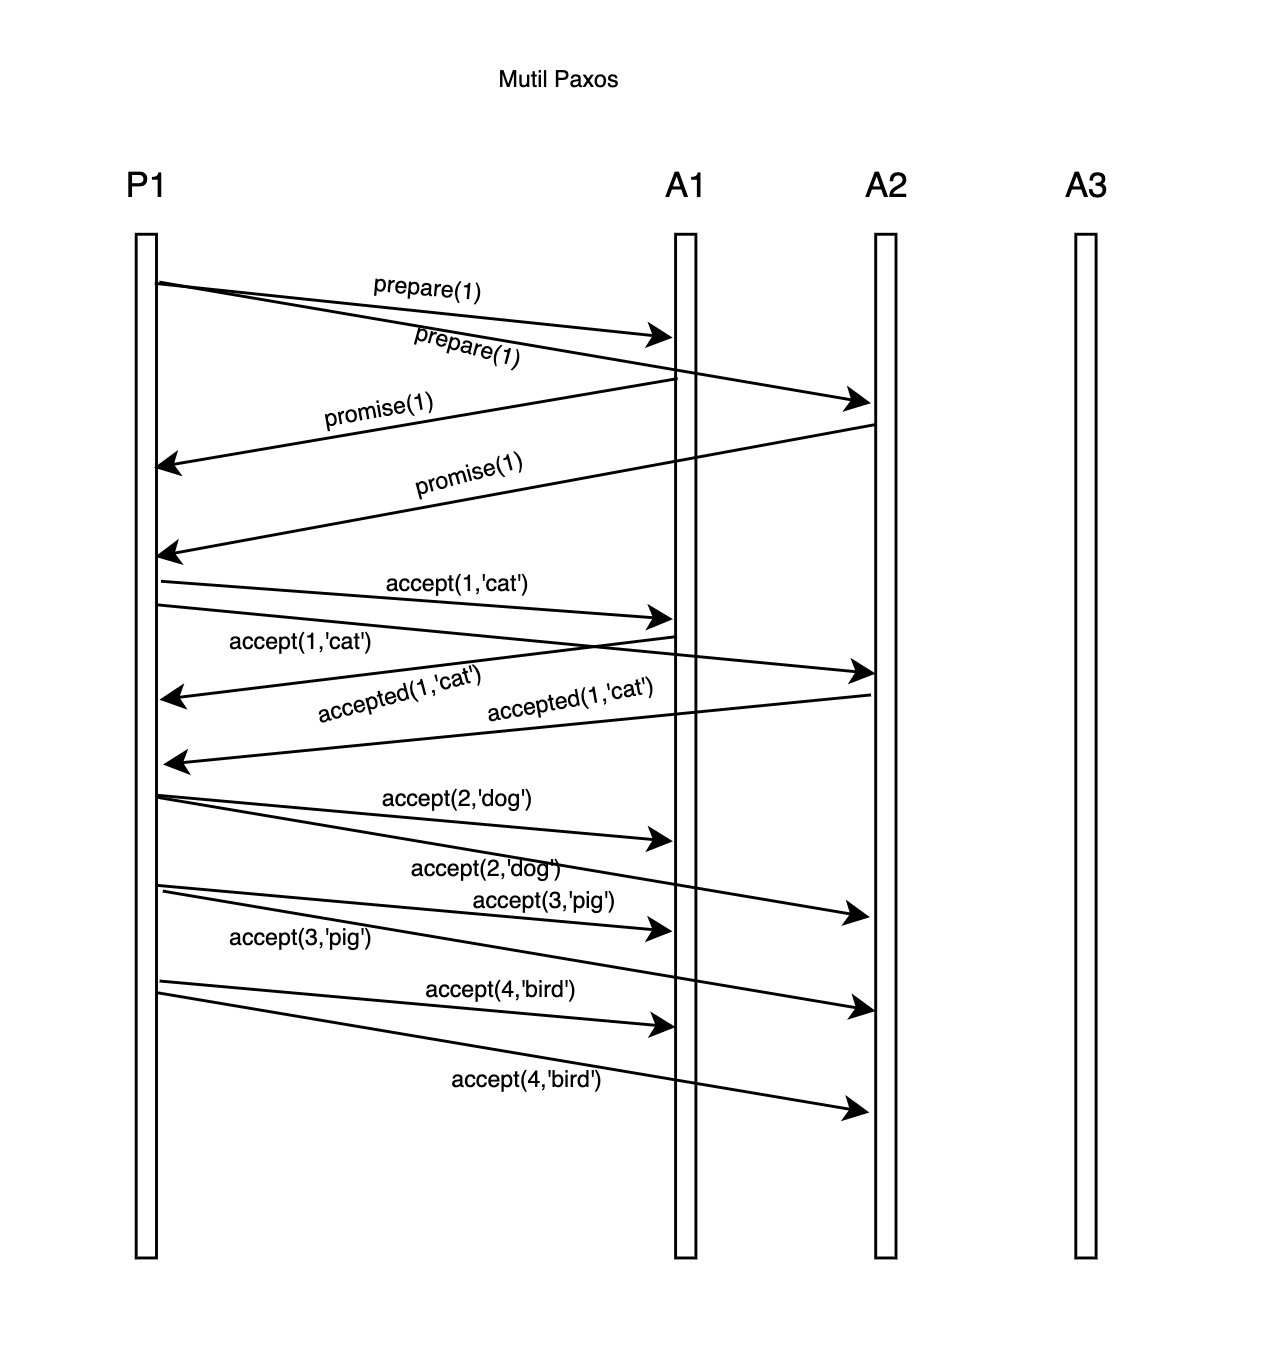 Mutil Paxos
P1
A1
A2
A3
prepare(1)
prepare(1)
promise(1)
promise(1)
accept(1,'cat')
accept(1,'cat')
accepted(1,'cat')
accepted(1,'cat')
accept(2,'dog')
accept(2,'dog')
accept(3,'pig')
accept(3,'pig')
accept(4,'bird')
accept(4,'bird')